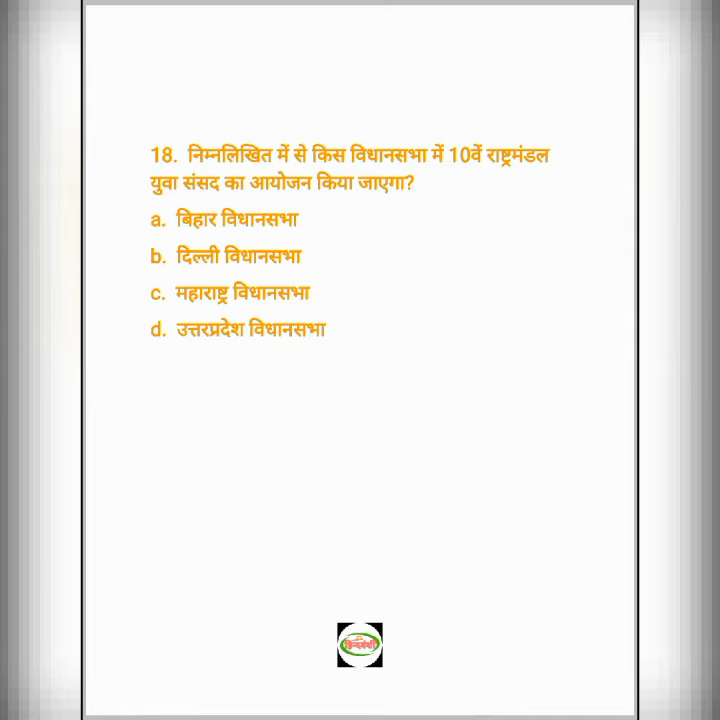 18. निम्नलिखित में से किस विधानसभा में 10वें राष्ट्रमंडल
युवा संसद का आयोजन किया जाएगा?
a. बिहार विधानसभा
b. दिल्ली विधानसभा
c. महाराष्ट्र विधानसभा
d. उत्तरप्रदेश विधानसभा